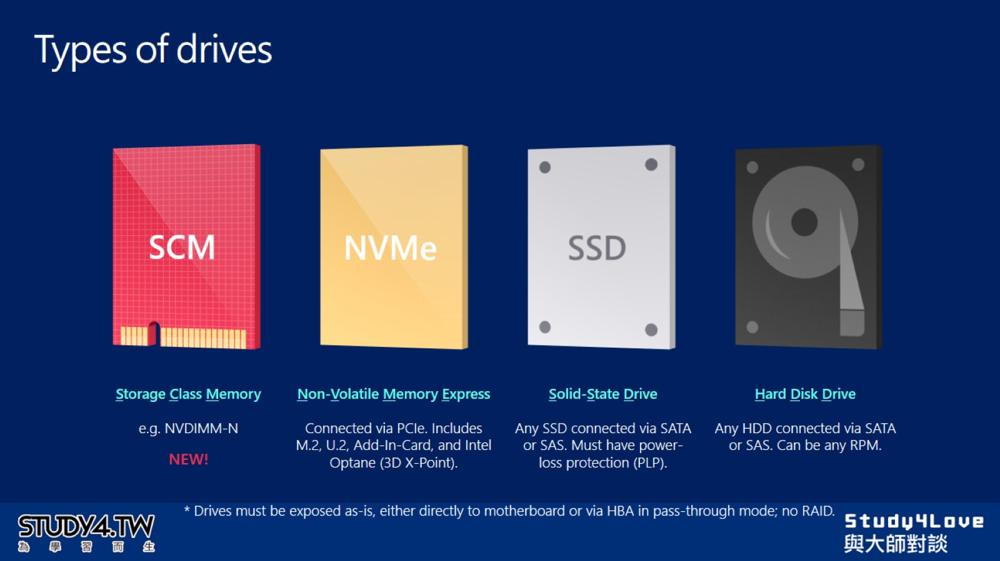 Types of drives
SCM
NVMe
SSD
Storage Class Memory
e.g. NVDIMM-N
NEW!
Non-Volatile Memory Express
Connected via PCIe. Includes
M.2, U.2, Add-In-Card, and Intel
Optane (3D X-Point).
Solid-State Drive
Any SSD connected via SATA
or SAS. Must have power-
loss protection (PLP).
Hard Disk Drive
Any HDD connected via SATA
or SAS. Can be any RPM.
* Drives must be exposed as-is, either directly to motherboard or via HBA in pass-through mode; no RAID.
STUDY4.TW
為學習而生
Study4Love
與大師對談